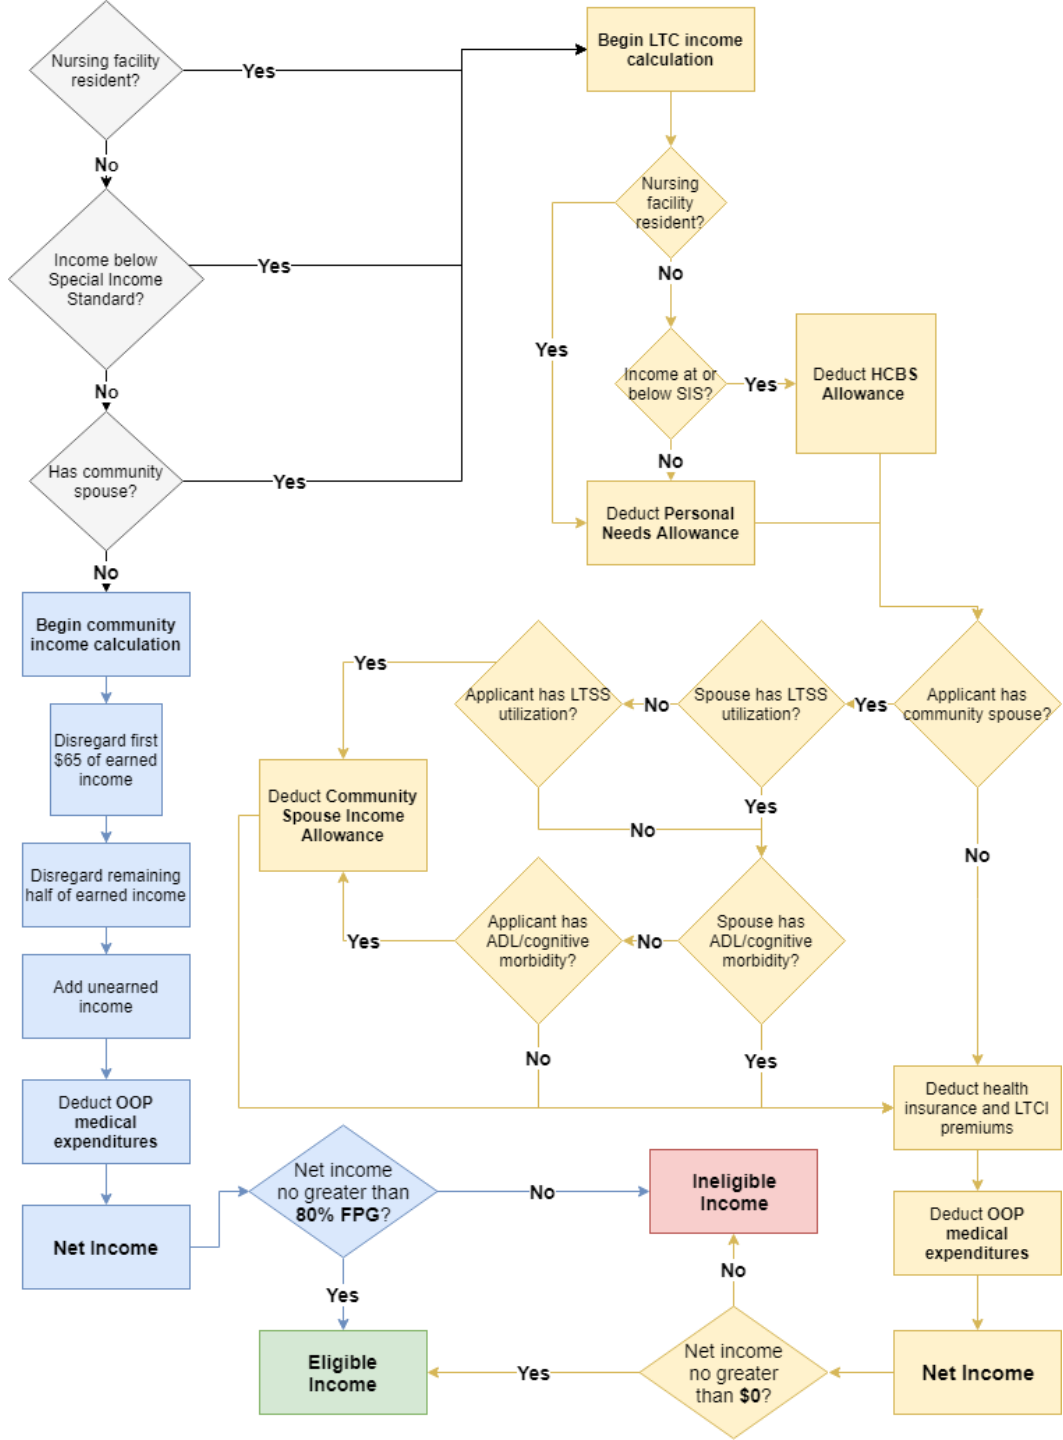 Nursing facility
resident?
Yes
No
Income below
Special Income
Standard?
Yes
No
Has community
spouse?
Yes
No
Begin community
income calculation
Disregard first
$65 of earned
income
Disregard remaining
half of earned income
Add unearned
income
Deduct OOP
medical
expenditures
Net Income
Net income
no greater than
80% FPG?
No
Yes
Begin LTC income
calculation
Nursing
facility
resident?
No
Yes
Income at or
below SIS?
Yes
No
Deduct HCBS
Allowance
Deduct Personal
Needs Allowance
Applicant has
community spouse?
Yes
No
Spouse has LTSS
utilization?
No
Yes
Applicant has LTSS
utilization?
Yes
No
Deduct Community
Spouse Income
Allowance
Spouse has
ADL/cognitive
morbidity?
No
Yes
Applicant has
ADL/cognitive
morbidity?
Yes
No
Deduct health
insurance and LTCI
premiums
Deduct OOP
medical
expenditures
Net Income
Net income
no greater
than $0?
No
Yes
Ineligible
Income
Eligible
Income